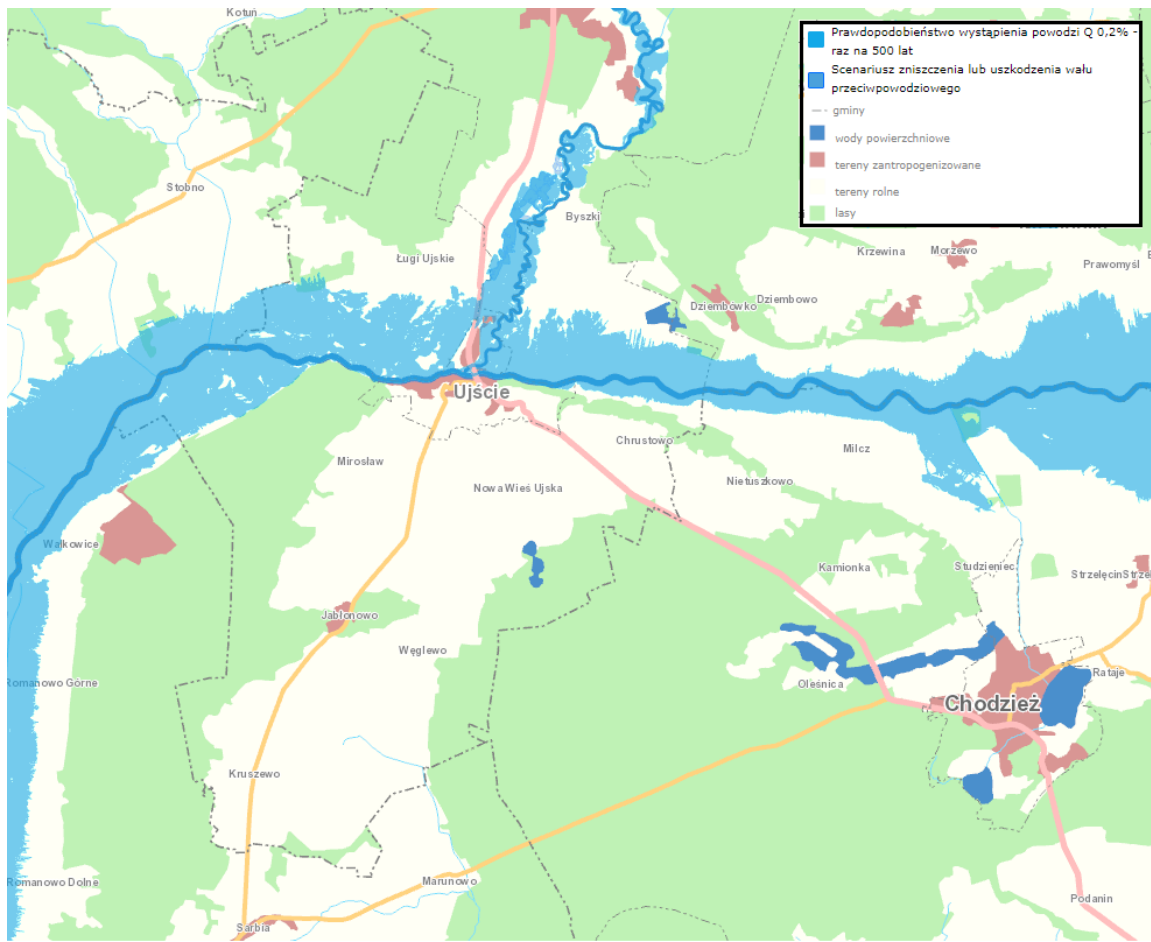 Kotuń
Prawdopodobieństwo wystąpienia powodzi Q 0,2% -
raz na 500 lat
Scenariusz zniszczenia lub uszkodzenia wału
przeciwpowodziowego
gminy
wody powierzchniowe
tereny zantropogenizowane
tereny rolne
lasy
Stobno
Byszki
Ługi Ujskie
Krzewina
Morzewo
Prawomyśl
Dziembówko
Dziembowo
Ujście
Chrustowo
Milcz
Mirosław
Nowa Wieś Ujska
Nietuszkowo
Walkowice
Kamionka
Studzieniec
Strzelęcin
Jabłonowo
Węglewo
Romanowo Górne
Oleśnica
Rataje
Chodzież
Kruszewo
Romanowo Dolne
Marunowo
Podanin
Sarbia